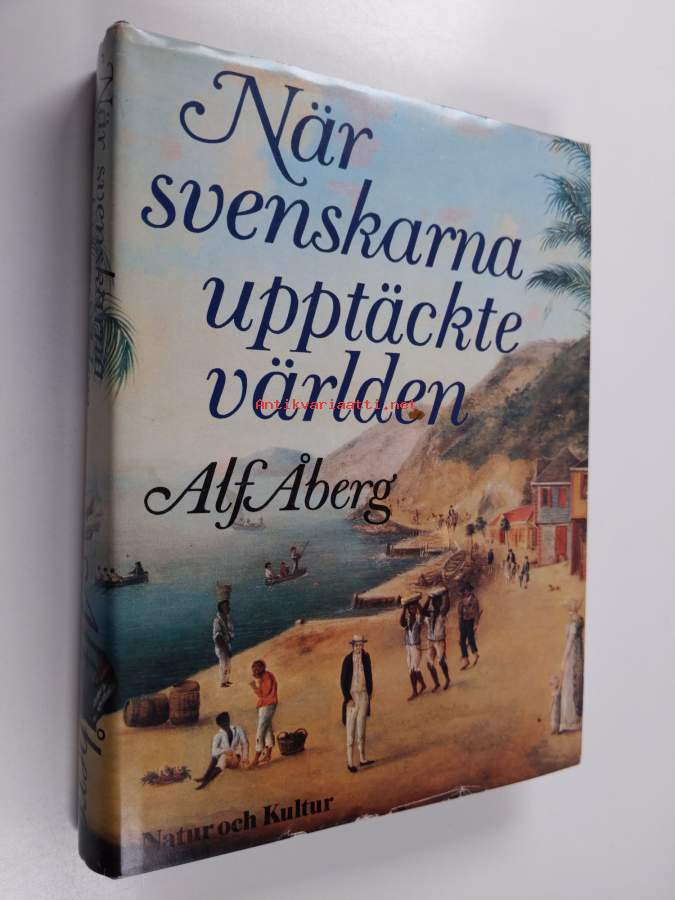 När
svenskarna
upptäckte
världen
Antikvariaatti.net
Alf Åberg
Natur och Kultur
När svenskarna